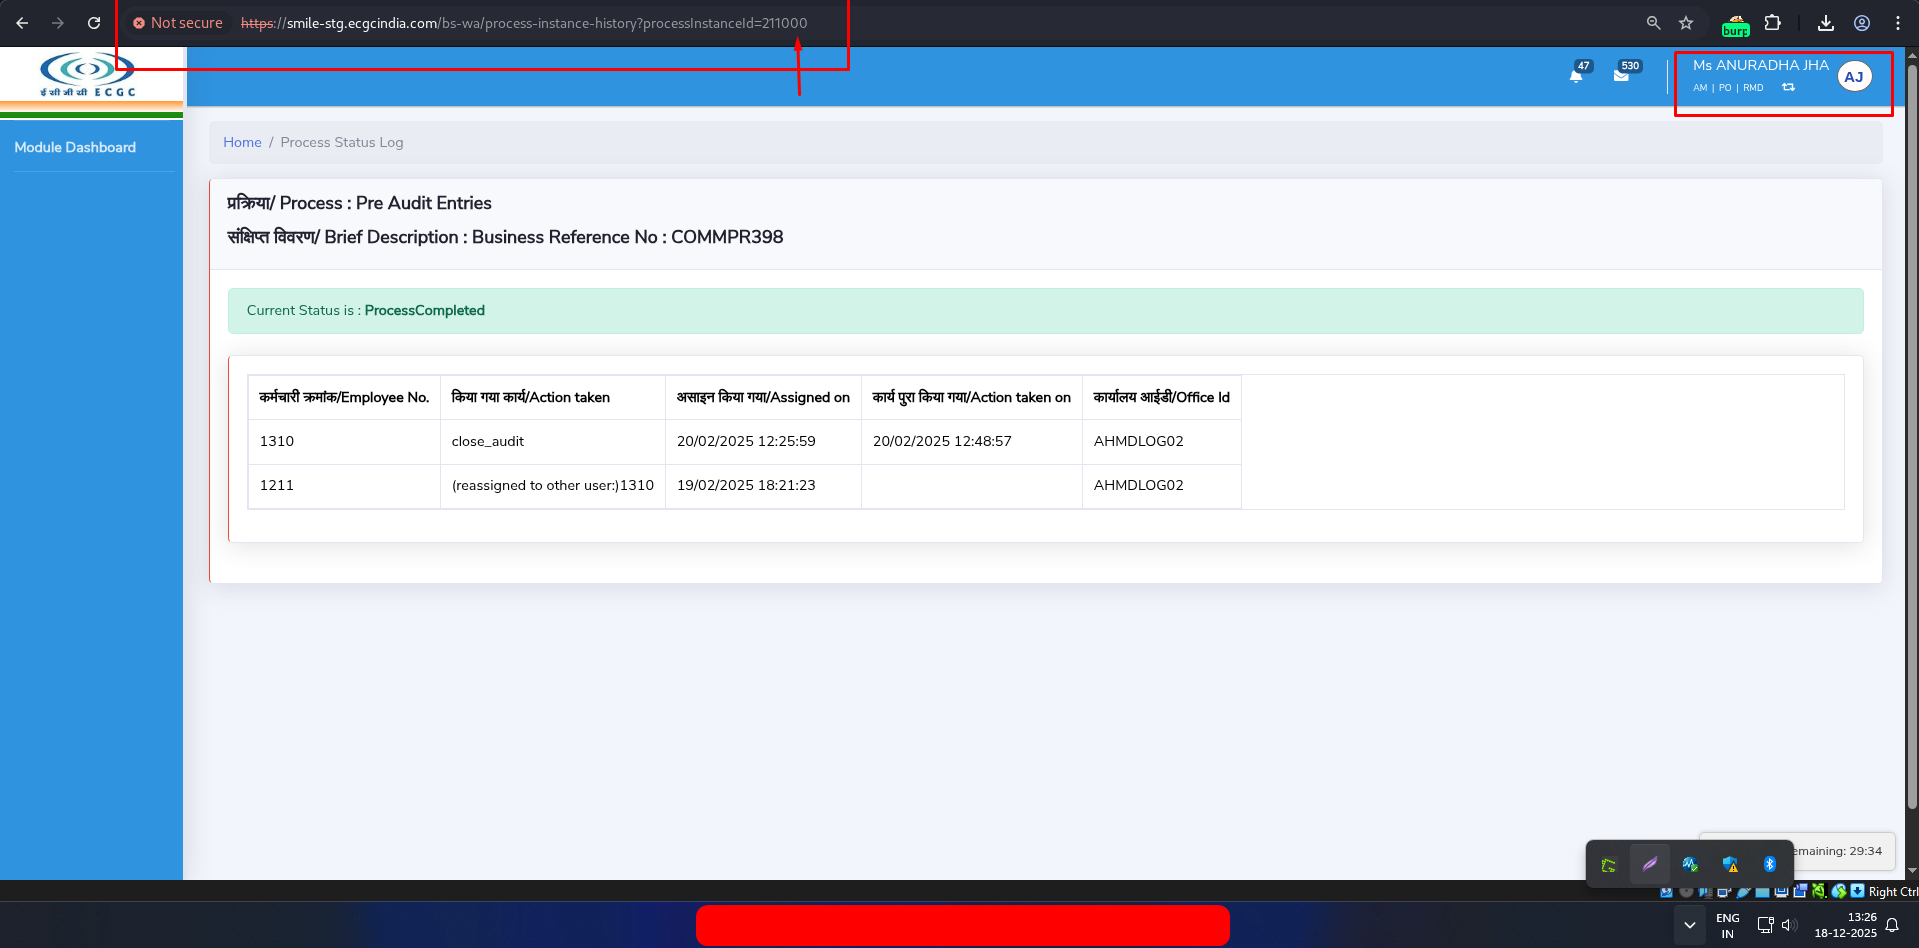 Not secure https://smile-stg.ecgcindia.com/bs-wa/process-instance-history?processInstanceId=211000
burp
ई सी जी सी E C G C
47 530
Ms ANURADHA JHA
AM | PO | RMD
AJ
Module Dashboard
Home / Process Status Log
प्रक्रिया/ Process : Pre Audit Entries
संक्षिप्त विवरण/ Brief Description : Business Reference No : COMMPR398
Current Status is : ProcessCompleted
कर्मचारी क्रमांक/Employee No. किया गया कार्य/Action taken असाइन किया गया/Assigned on कार्य पुरा किया गया/Action taken on कार्यालय आईडी/Office Id
1310 close_audit 20/02/2025 12:25:59 20/02/2025 12:48:57 AHMDLOG02
1211 (reassigned to other user:)1310 19/02/2025 18:21:23 AHMDLOG02
emaining: 29:34
Right Ctrl
ENG
IN
13:26
18-12-2025